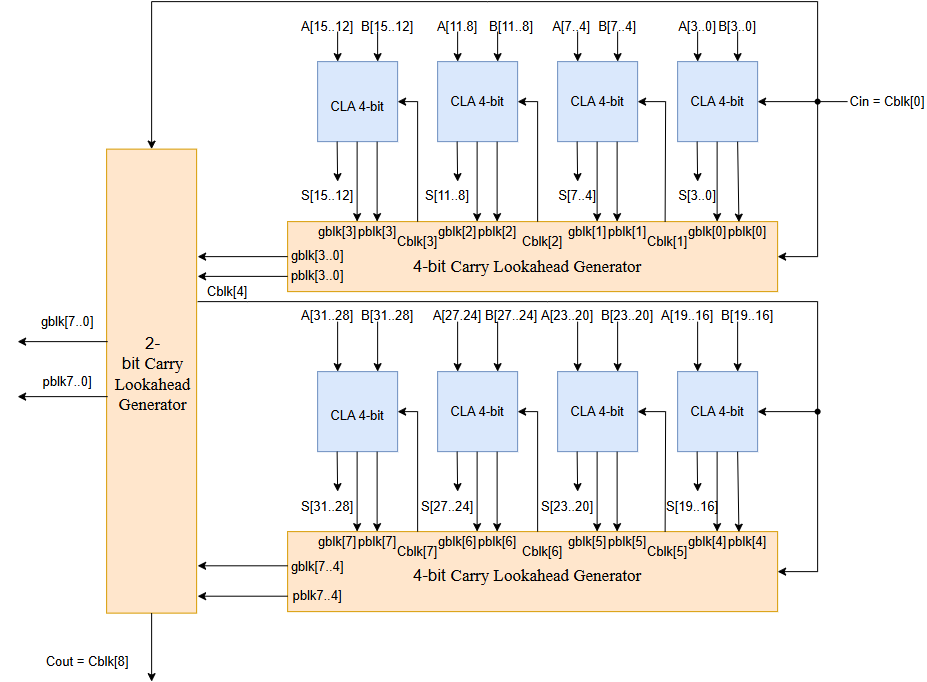 A[15..12] B[15..12] A[11.8] B[11..8] A[7..4] B[7..4] A[3..0] B[3..0]
CLA 4-bit CLA 4-bit CLA 4-bit CLA 4-bit
Cin = Cblk[0]
S[15..12] S[11..8] S[7..4] S[3..0]
gblk[3] pblk[3] Cblk[3] gblk[2] pblk[2] Cblk[2] gblk[1] pblk[1] Cblk[1] gblk[0] pblk[0]
gblk[3..0]
4-bit Carry Lookahead Generator
pblk[3..0]
Cblk[4]
A[31..28] B[31..28] A[27.24] B[27..24] A[23..20] B[23..20] A[19..16] B[19..16]
gblk[7..0]
2-
bit Carry
Lookahead
Generator
pblk7..0]
CLA 4-bit CLA 4-bit CLA 4-bit CLA 4-bit
S[31..28] S[27..24] S[23..20] S[19..16]
gblk[7] pblk[7] Cblk[7] gblk[6] pblk[6] Cblk[6] gblk[5] pblk[5] Cblk[5] gblk[4] pblk[4]
gblk[7..4]
4-bit Carry Lookahead Generator
pblk7..4]
Cout = Cblk[8]